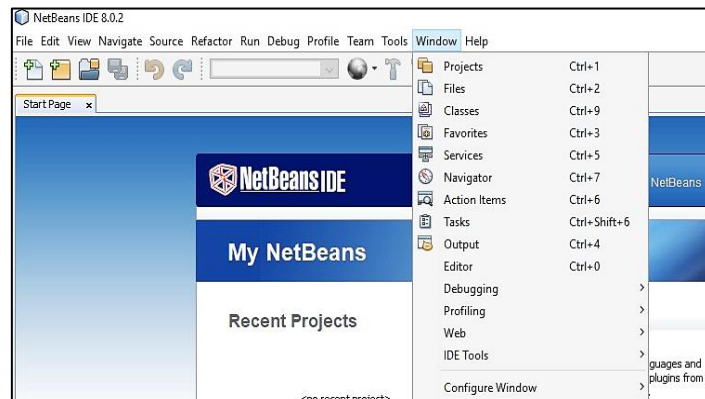 NetBeans IDE 8.0.2
File Edit View Navigate Source Refactor Run Debug Profile Team Tools Window Help
Projects Ctrl+1
Files Ctrl+2
Start Page x
Classes Ctrl+9
Favorites Ctrl+3
Services Ctrl+5
NetBeans IDE
Navigator Ctrl+7
NetBeans
Action Items Ctrl+6
Tasks Ctrl+Shift+6
My NetBeans
Output Ctrl+4
Editor Ctrl+0
Debugging
Recent Projects
Profiling
Web
IDE Tools
guages and
plugins from
Configure Window
<no recent project>